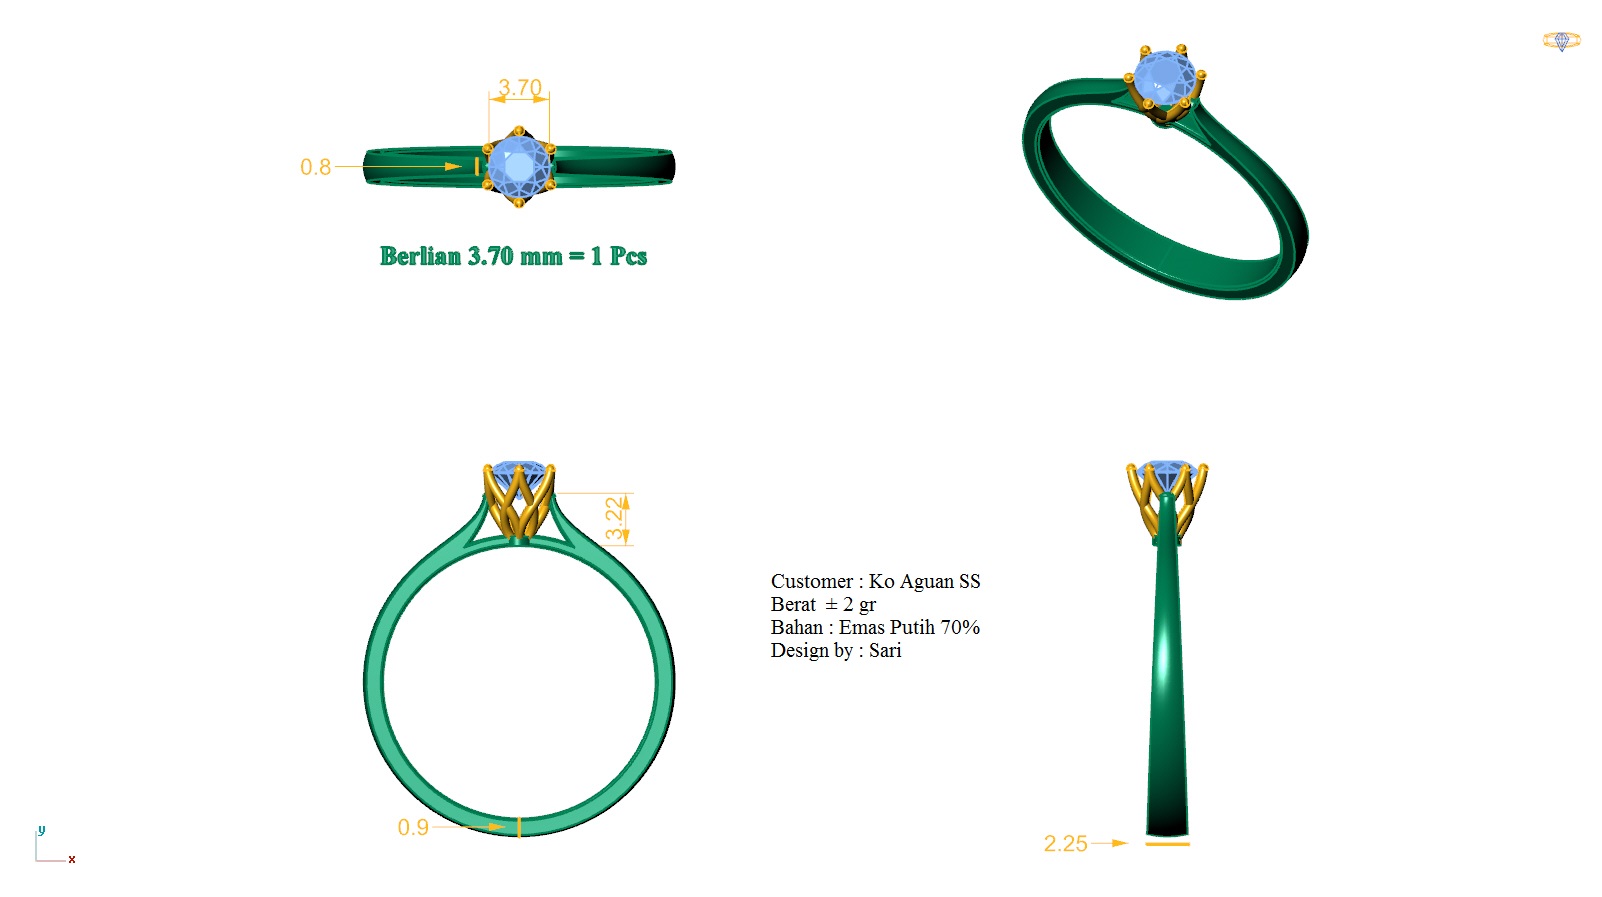 3.70
0.8
Berlian 3.70 mm = 1 Pcs
3.22
Customer : Ko Aguan SS
Berat ± 2 gr
Bahan : Emas Putih 70%
Design by : Sari
0.9
2.25
y
x